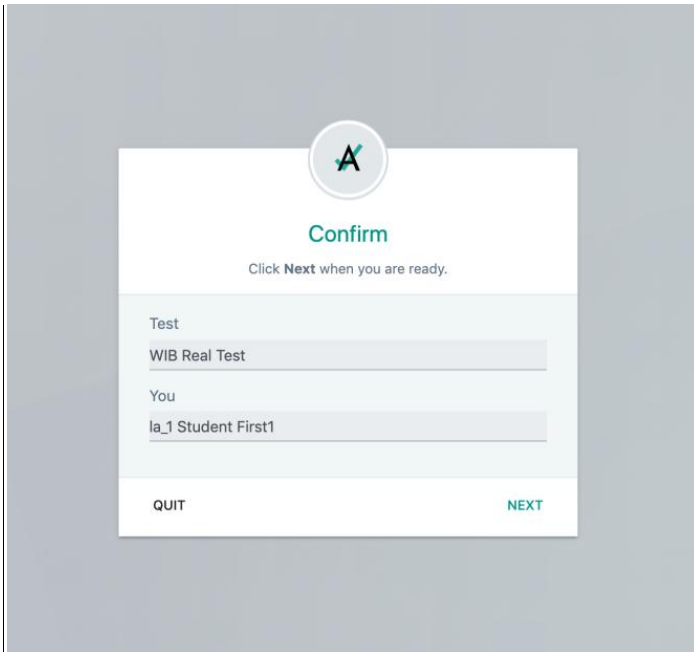 Confirm
Click Next when you are ready.
Test
WIB Real Test
You
la_1 Student First1
QUIT
NEXT